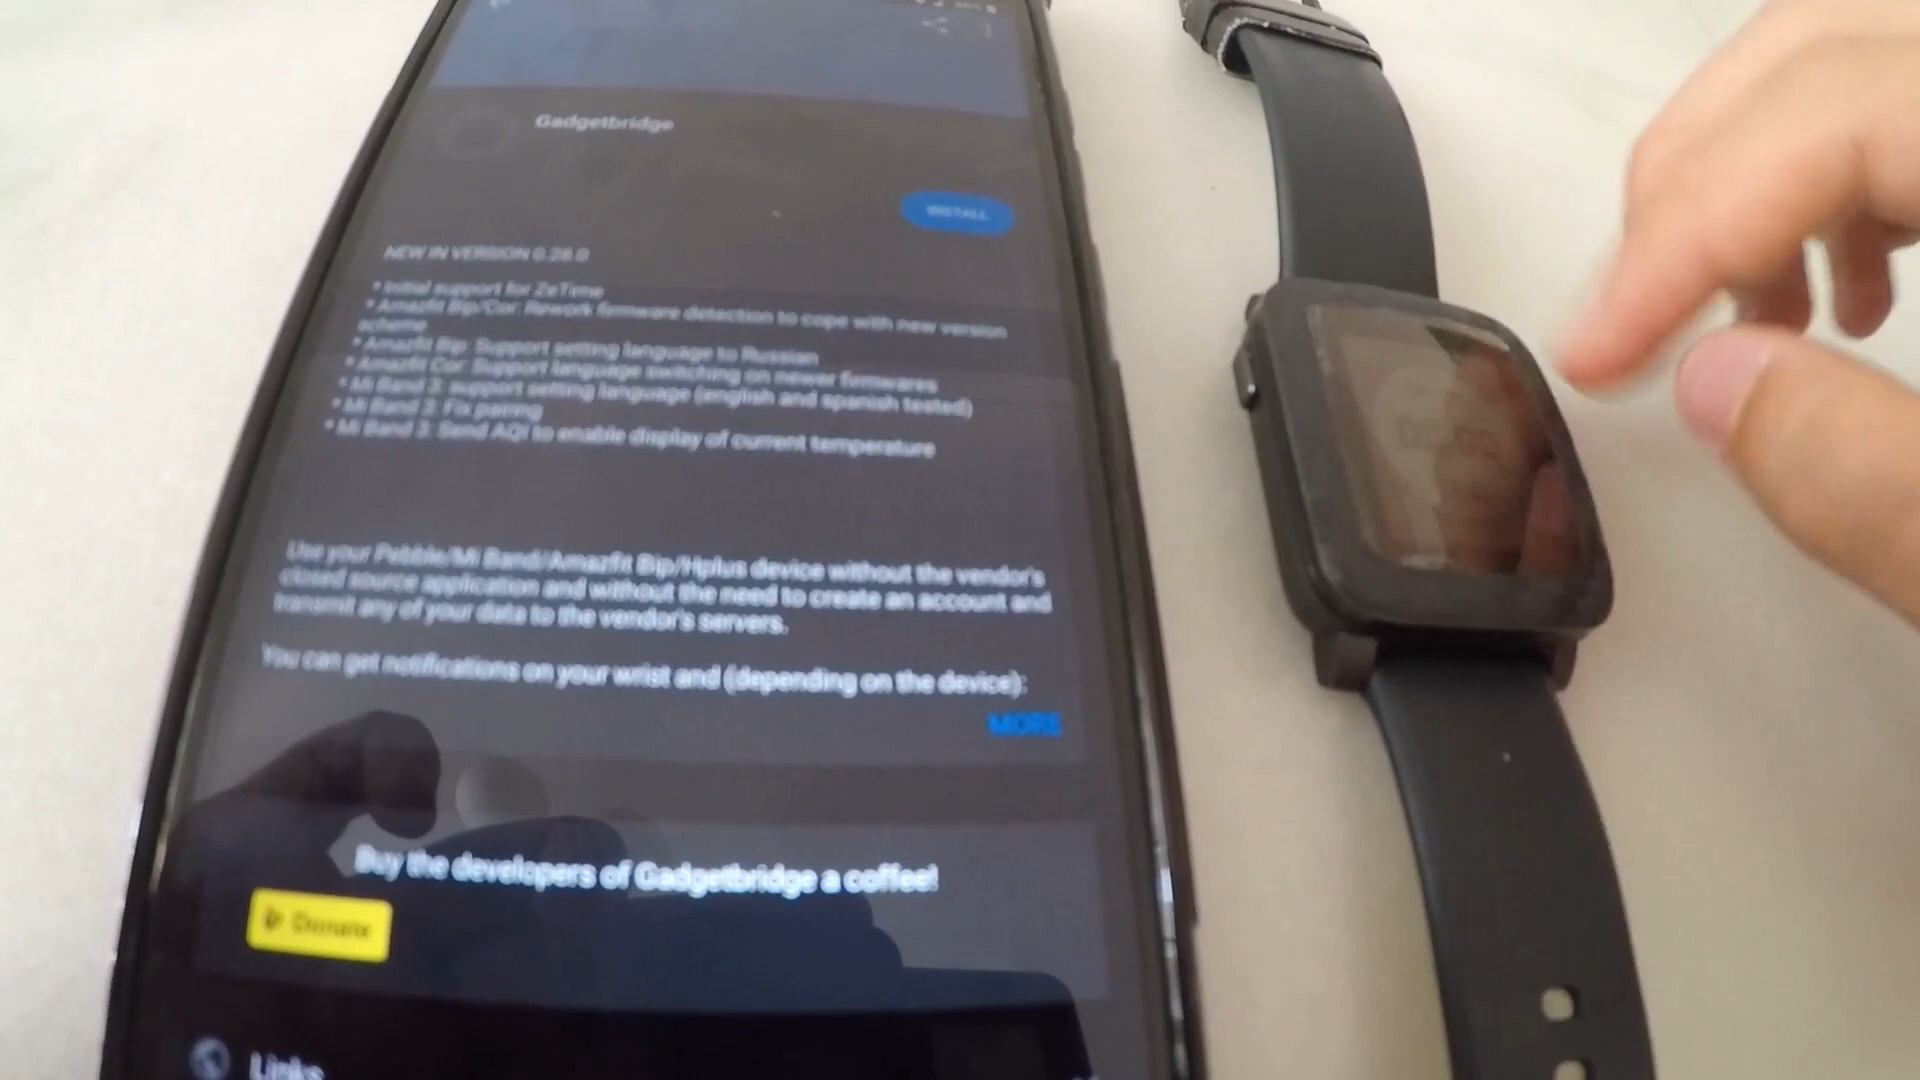 Gadgetbridge
INSTALL
NEW IN VERSION 0.28.0
* Initial support for ZeTime
* Amazfit Bip/Cor: Rework firmware detection to cope with new version
scheme
* Amazfit Bip: Support setting language to Russian
* Amazfit Cor: Support language switching on newer firmwares
* Mi Band 3: support setting language (english and spanish tested)
* Mi Band 3: Fix pairing
* Mi Band 3: Send AQI to enable display of current temperature
Use your Pebble/Mi Band/Amazfit Bip/Hplus device without the vendor's
closed source application and without the need to create an account and
transmit any of your data to the vendor's servers.
You can get notifications on your wrist and (depending on the device):
MORE
Buy the developers of Gadgetbridge a coffee!
Donate
Links